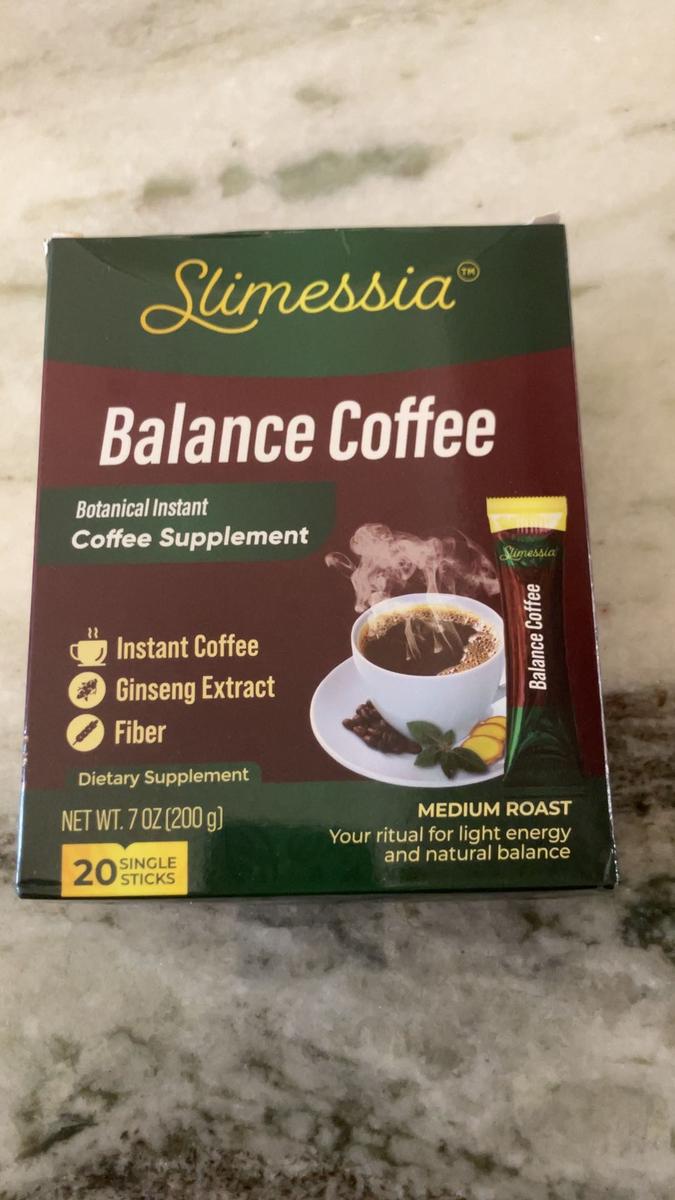 Slimessia™
Balance Coffee
Botanical Instant
Coffee Supplement
Slimessia
Balance Coffee
Instant Coffee
Ginseng Extract
Fiber
Dietary Supplement
NET WT. 7 OZ (200 g)
20 SINGLE
STICKS
MEDIUM ROAST
Your ritual for light energy
and natural balance